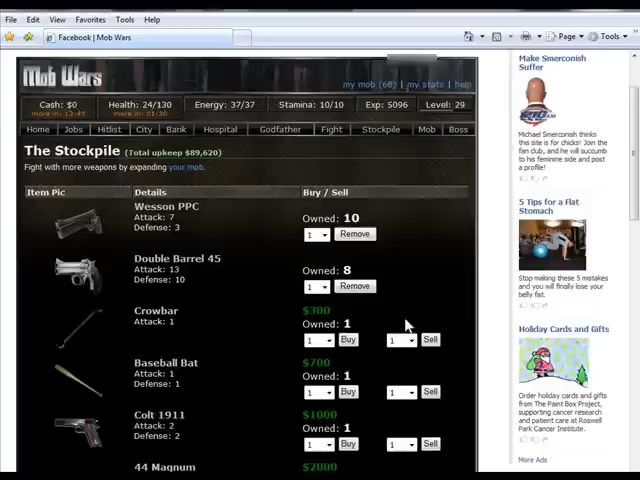 File Edit View Favorites Tools Help
Facebook | Mob Wars
Page Tools
Mob Wars
my mob (68) | my stats | help
Cash: $0 Health: 24/130 Energy: 37/37 Stamina: 10/10 Exp: 5096 Level: 29
more in: 13:45 more in: 01:30
Home Jobs Hitlist City Bank Hospital Godfather Fight Stockpile Mob Boss
The Stockpile (Total upkeep $89,620)
Fight with more weapons by expanding your mob.
Item Pic Details Buy / Sell
Wesson PPC
Attack: 7
Defense: 3
Owned: 10
1 Remove
Double Barrel 45
Attack: 13
Defense: 10
Owned: 8
1 Remove
Crowbar
Attack: 1
$300
Owned: 1
1 Buy 1 Sell
Baseball Bat
Attack: 1
Defense: 1
$700
Owned: 1
1 Buy 1 Sell
Colt 1911
Attack: 2
Defense: 2
$1000
Owned: 1
1 Buy 1 Sell
44 Magnum
$2000
Make Smerconish
Suffer
Michael Smerconish thinks
this site is for chicks! Join the
fan club, and he will succumb
to his feminine side and post
a profile!
5 Tips for a Flat
Stomach
Stop making these 5 mistakes
and you will finally lose your
belly fat.
Holiday Cards and Gifts
Order holiday cards and gifts
from The Paint Box Project,
supporting cancer research
and patient care at Roswell
Park Cancer Institute.
More Ads